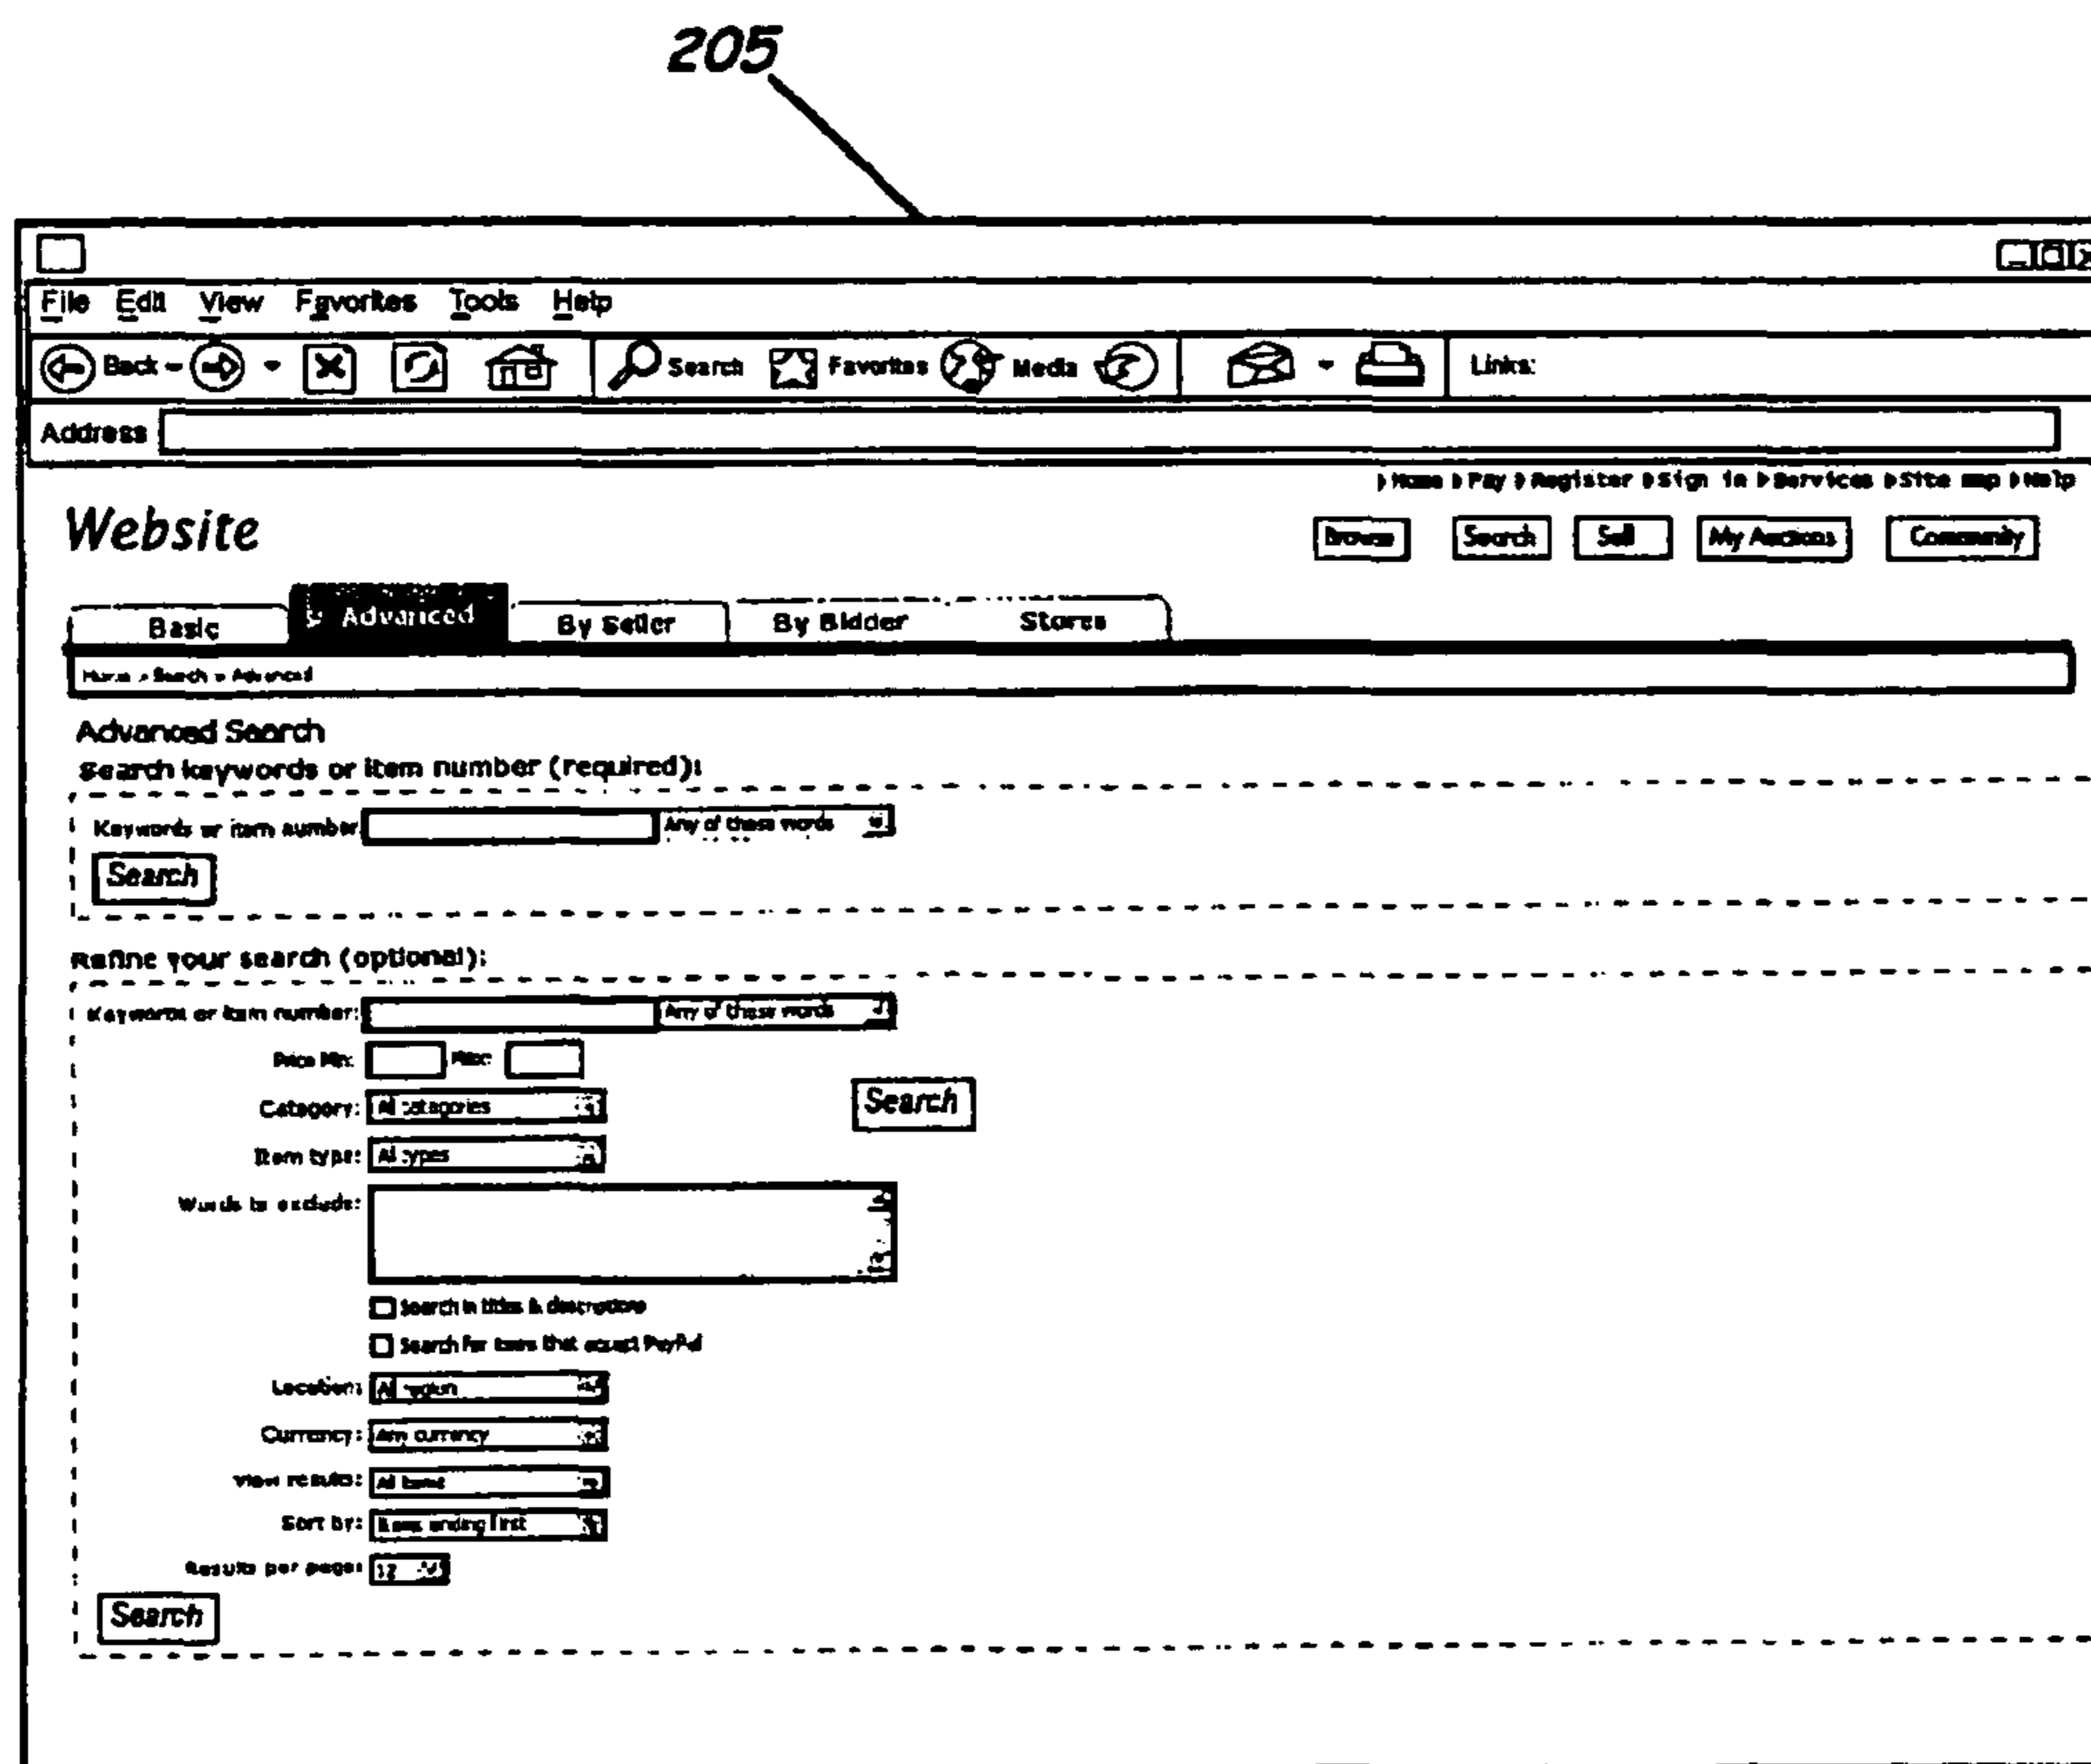 205
File Edit View Favorites Tools Help
Back Search Favorites Media Links:
Address
Home Pay Register Sign in Services Site map Help
Website
Browse Search Sell My Auctions Community
Basic Advanced By Seller By Bidder Stores
Home > Search > Advanced
Advanced Search
Search keywords or item number (required):
Keywords or item number Any of these words
Search
Refine your search (optional):
Keywords or item number: Any of these words
Price Min: Max:
Category: All categories
Search
Item type: All types
Words to exclude:
Search in titles & descriptions
Search for items that accept PayPal
Location: All region
Currency: Any currency
View results: All items
Sort by: Items ending first
Results per page: 12
Search